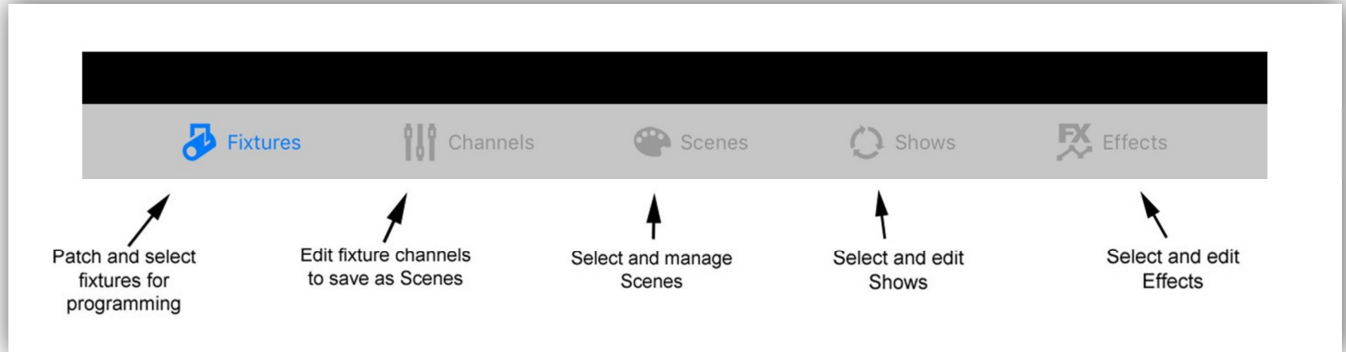 Fixtures
Channels
Scenes
Shows
FX Effects
Patch and select
fixtures for
programming
Edit fixture channels
to save as Scenes
Select and manage
Scenes
Select and edit
Shows
Select and edit
Effects